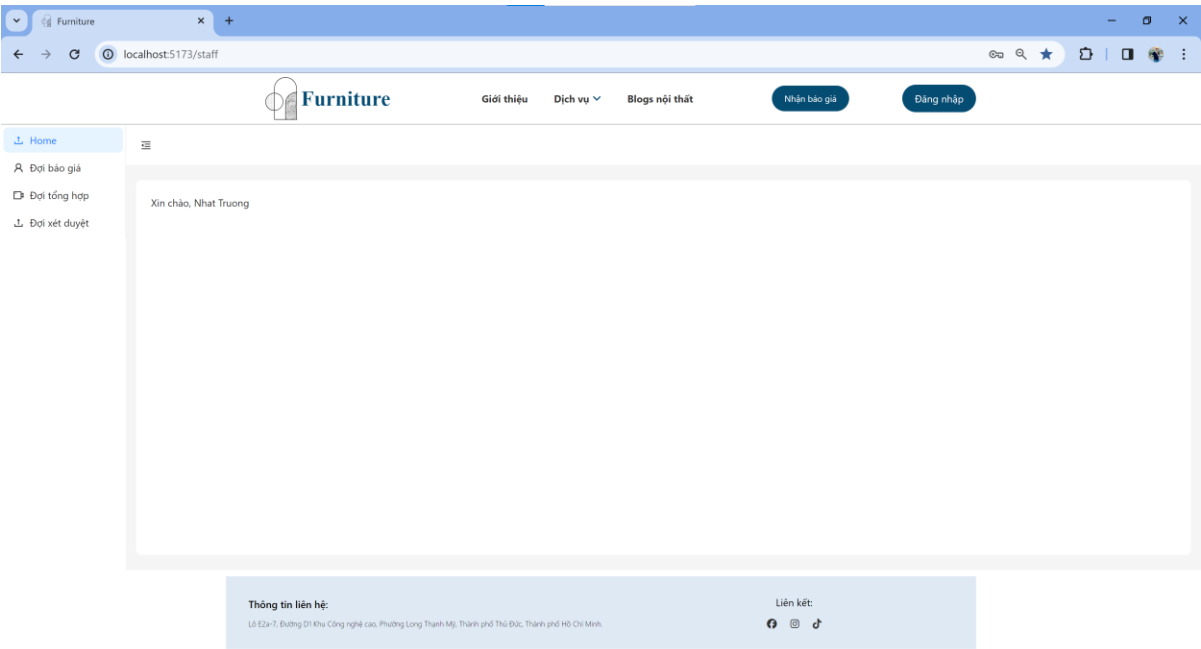 Furniture
localhost:5173/staff
Furniture Giới thiệu Dịch vụ Blogs nội thất Nhận báo giá Đăng nhập
Home
Đợi báo giá
Đợi tổng hợp
Đợi xét duyệt
Xin chào, Nhat Truong
Thông tin liên hệ:
Lô E2a-7, Đường D1 Khu Công nghệ cao, Phường Long Thạnh Mỹ, Thành phố Thủ Đức, Thành phố Hồ Chí Minh.
Liên kết: